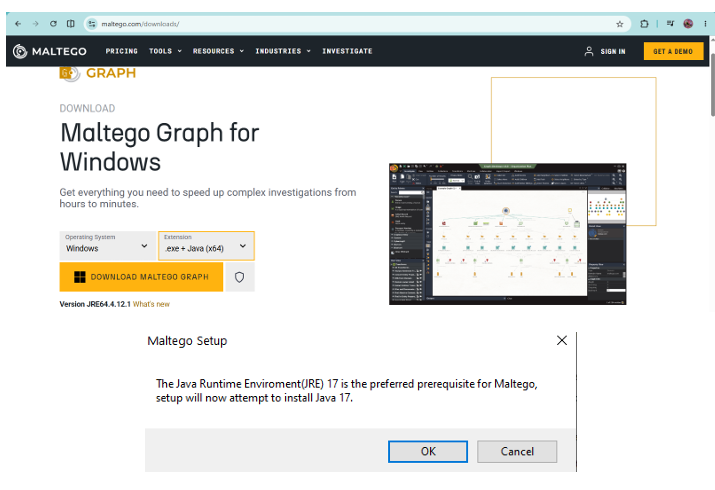 maltego.com/downloads/
MALTEGO PRICING TOOLS RESOURCES INDUSTRIES INVESTIGATE SIGN IN GET A DEMO
GRAPH
DOWNLOAD
Maltego Graph for
Windows
Get everything you need to speed up complex investigations from
hours to minutes.
Operating System
Windows
Extension
.exe + Java (x64)
DOWNLOAD MALTEGO GRAPH
Version JRE64.4.12.1 What's new
Maltego Setup
The Java Runtime Enviroment(JRE) 17 is the preferred prerequisite for Maltego,
setup will now attempt to install Java 17.
OK Cancel